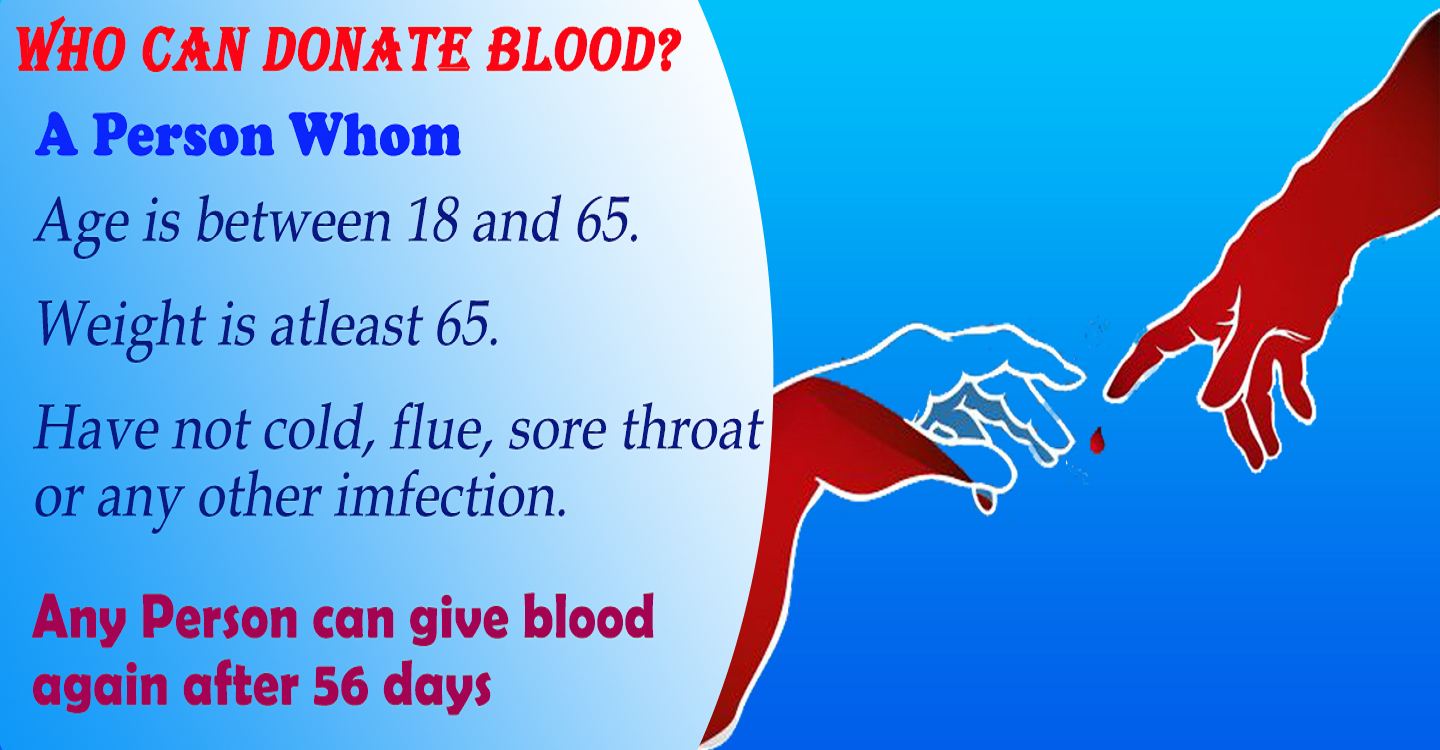 WHO CAN DONATE BLOOD?
A Person Whom
Age is between 18 and 65.
Weight is atleast 65.
Have not cold, flue, sore throat
or any other imfection.
Any Person can give blood
again after 56 days